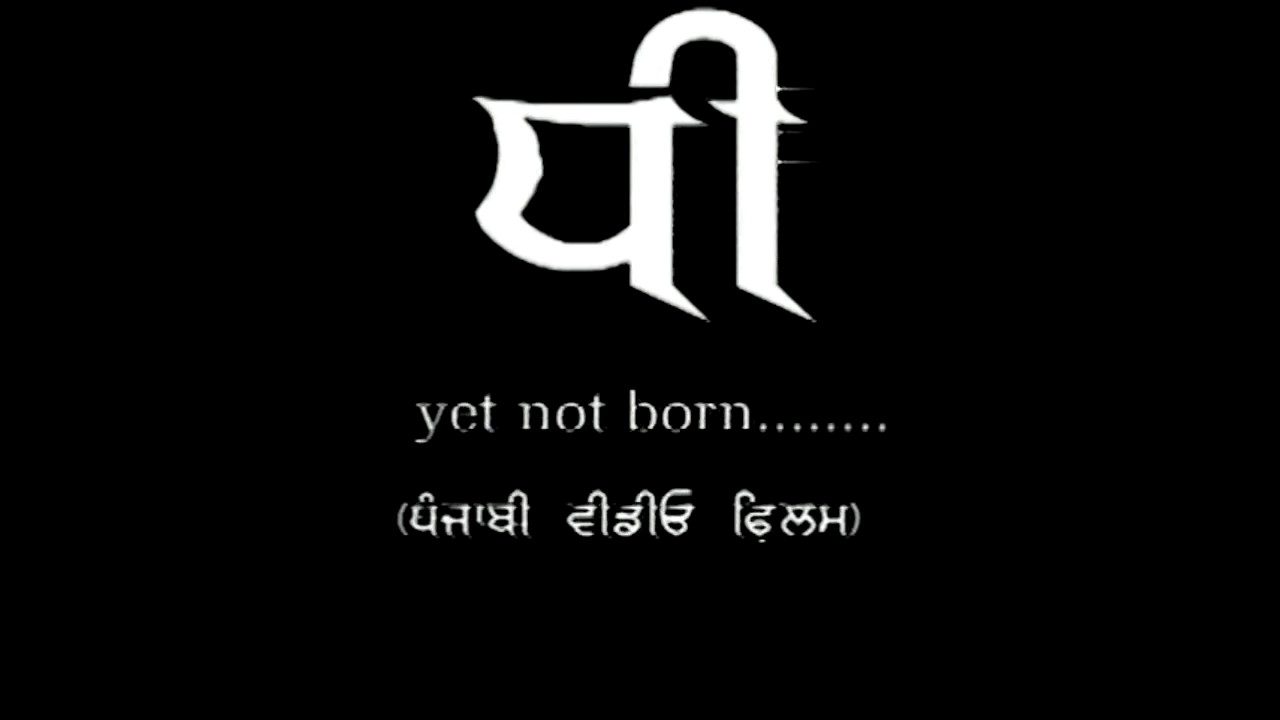 ਧੀ
yet not born........
(ਪੰਜਾਬੀ ਵੀਡੀਓ ਫ਼ਿਲਮ)